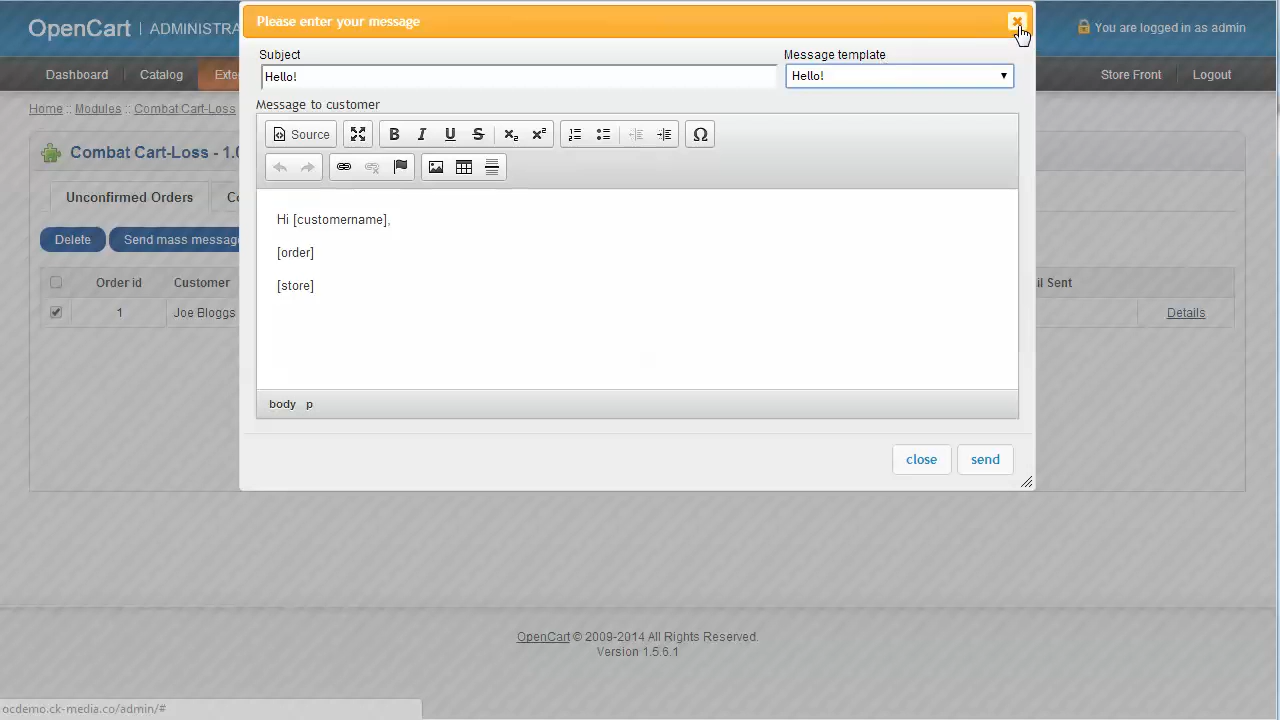 OpenCart | ADMINISTRA
Please enter your message
You are logged in as admin
Dashboard Catalog Exte
Store Front Logout
Subject
Message template
Hello!
Hello!
Message to customer
Home :: Modules :: Combat Cart-Loss
Source B I U S x₂ x² Ω
Combat Cart-Loss - 1.0
Unconfirmed Orders Co
Delete Send mass message
Order id Customer il Sent
1 Joe Bloggs Details
Hi [customername],
[order]
[store]
body p
close send
OpenCart © 2009-2014 All Rights Reserved.
Version 1.5.6.1
ocdemo.ck-media.co/admin/#